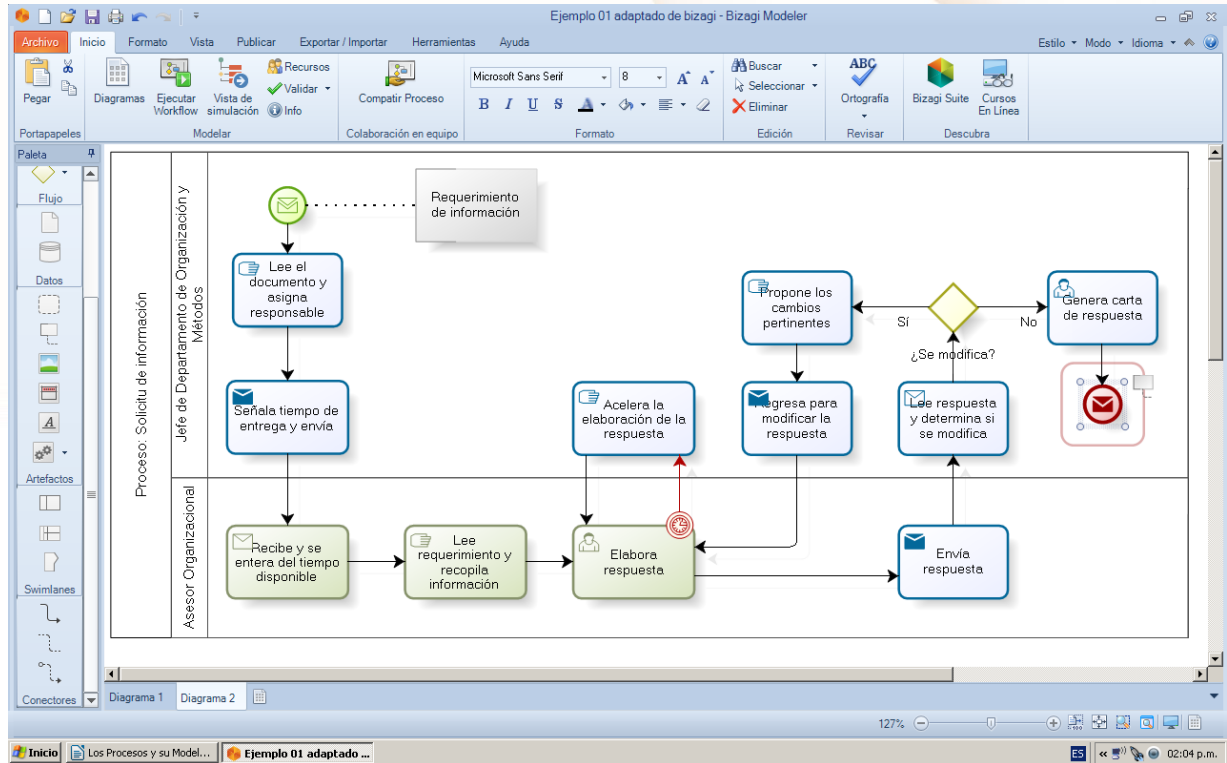 Ejemplo 01 adaptado de bizagi - Bizagi Modeler
Archivo Inicio Formato Vista Publicar Exportar / Importar Herramientas Ayuda Estilo Modo Idioma
Pegar
Portapapeles
Diagramas
Ejecutar
Workflow
Vista de
simulación
Recursos
Validar
Info
Modelar
Compatir Proceso
Colaboración en equipo
Microsoft Sans Serif 8 A A
B I U S A
Formato
Buscar
Seleccionar
Eliminar
Edición
ABC
Ortografía
Revisar
Bizagi Suite
Cursos
En Línea
Descubra
Paleta
Flujo
Datos
A
Artefactos
Swimlanes
Conectores
Proceso: Solicitu de información
Jefe de Departamento de Organización y
Métodos
Asesor Organizacional
Requerimiento
de información
Lee el
documento y
asigna
responsable
Señala tiempo de
entrega y envía
Recibe y se
entera del tiempo
disponible
Lee
requerimiento y
recopila
información
Elabora
respuesta
Acelera la
elaboración de la
respuesta
Propone los
cambios
pertinentes
Regresa para
modificar la
respuesta
Sí
No
¿Se modifica?
Lee respuesta
y determina si
se modifica
Envía
respuesta
Genera carta
de respuesta
Diagrama 1 Diagrama 2
127%
Inicio Los Procesos y su Model... Ejemplo 01 adaptado ... ES 02:04 p.m.